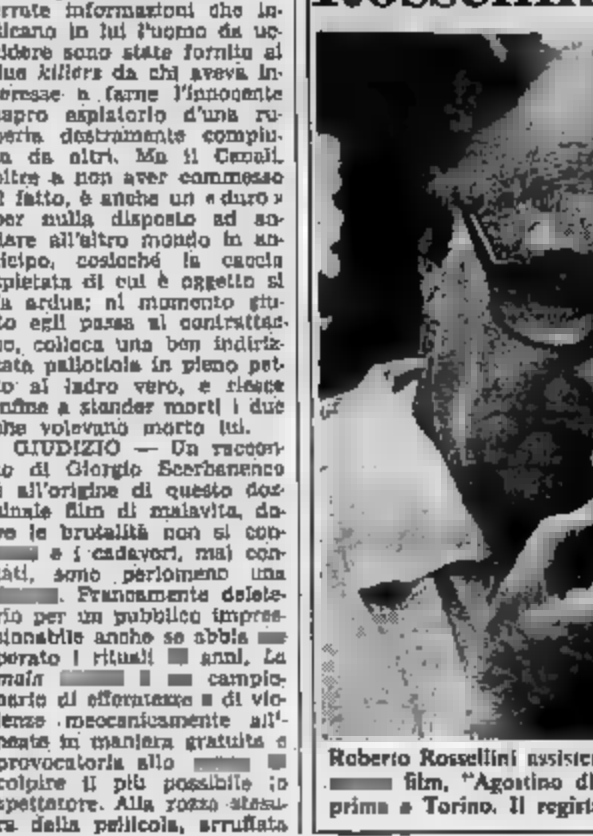 errate informazioni che in-
dicano in lui l'uomo da uc-
cidere sono state fornite ai
due killers da chi aveva in-
teresse a farne l'innocente
capro espiatorio d'una ru-
beria destramente compiu-
ta da altri. Ma il Canali,
oltre a non aver commesso
il fatto, è anche un «duro»
per nulla disposto ad an-
dare all'altro mondo in an-
ticipo, cosicché la caccia
spietata di cui è oggetto si
fa ardua; al momento giu-
sto egli passa al contrattac-
co, colloca una ben indiriz-
zata pallottola in pieno pet-
to al ladro vero, e riesce
infine a stender morti i due
che volevano morto lui.
GIUDIZIO — Un raccon-
to di Giorgio Scerbanenco
è all'origine di questo doz-
zinale film di malavita, do-
ve le brutalità non si con-
e i cadaveri, mai con-
tati, sono perlomeno una
. Francamente delete-
rio per un pubblico impres-
sionabile anche se abbia
perato i rituali anni, La
mala campio-
nario di efferatezze e di vio-
lenze meccanicamente all'-
neate in maniera gratuita e
provocatoria allo
colpire il più possibile lo
spettatore. Alla rozza stesu-
ra della pellicola, arruffata
Roberto Rossellini assiste
film, "Agostino di
prima a Torino. Il regist